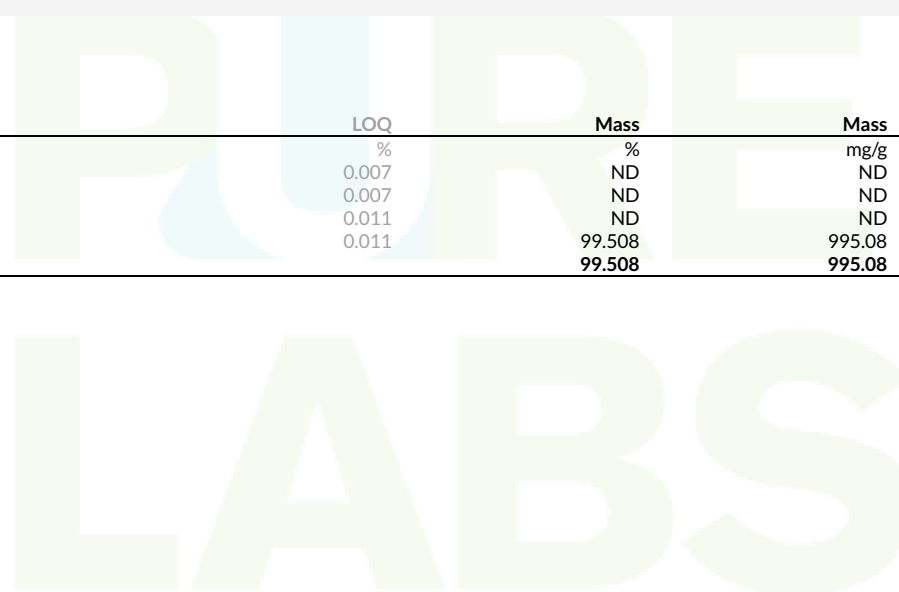 PURE
LOQ Mass Mass
% % mg/g
0.007 ND ND
0.007 ND ND
0.011 ND ND
0.011 99.508 995.08
99.508 995.08
LABS